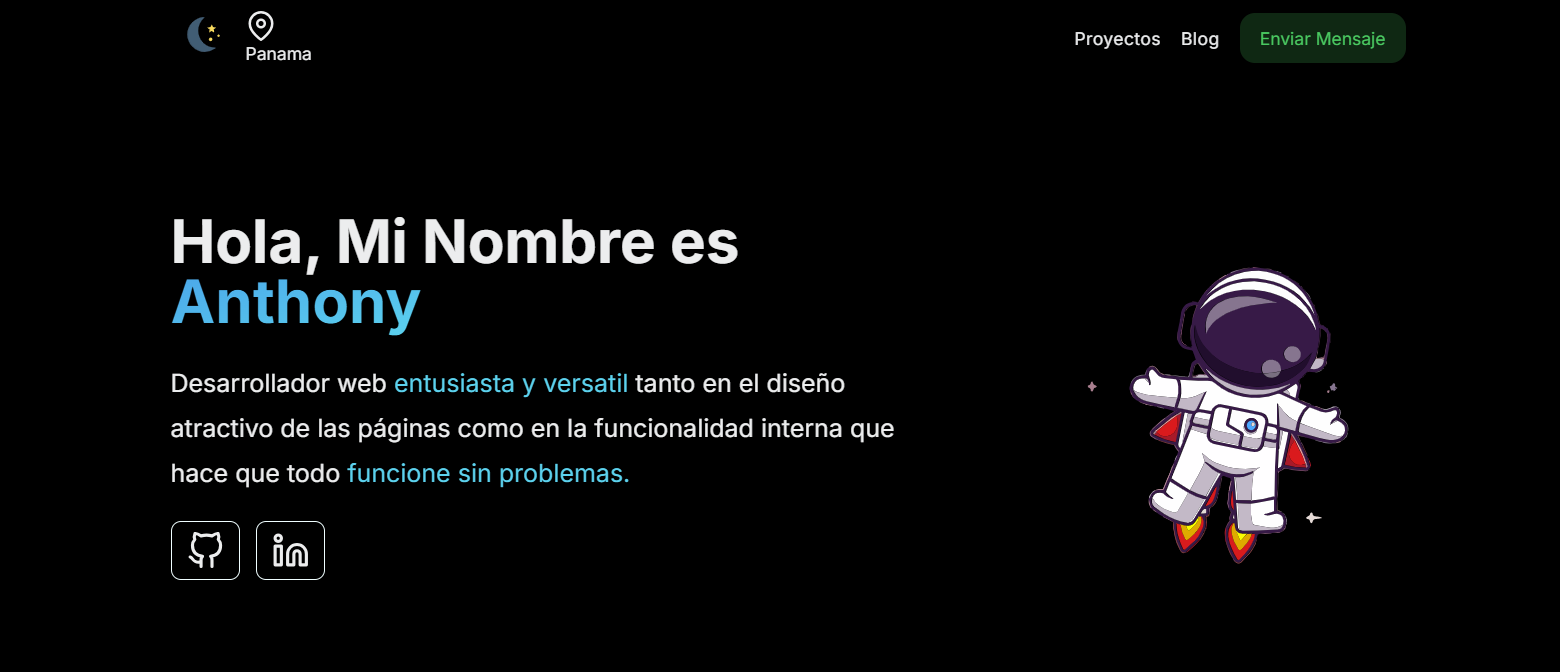 Panama
Proyectos Blog Enviar Mensaje
Hola, Mi Nombre es
Anthony
Desarrollador web entusiasta y versatil tanto en el diseño
atractivo de las páginas como en la funcionalidad interna que
hace que todo funcione sin problemas.
in